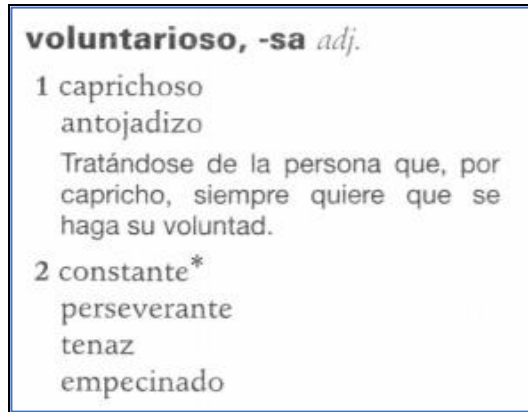 voluntarioso, -sa adj.
1 caprichoso
antojadizo
Tratándose de la persona que, por
capricho, siempre quiere que se
haga su voluntad.
2 constante*
perseverante
tenaz
empecinado